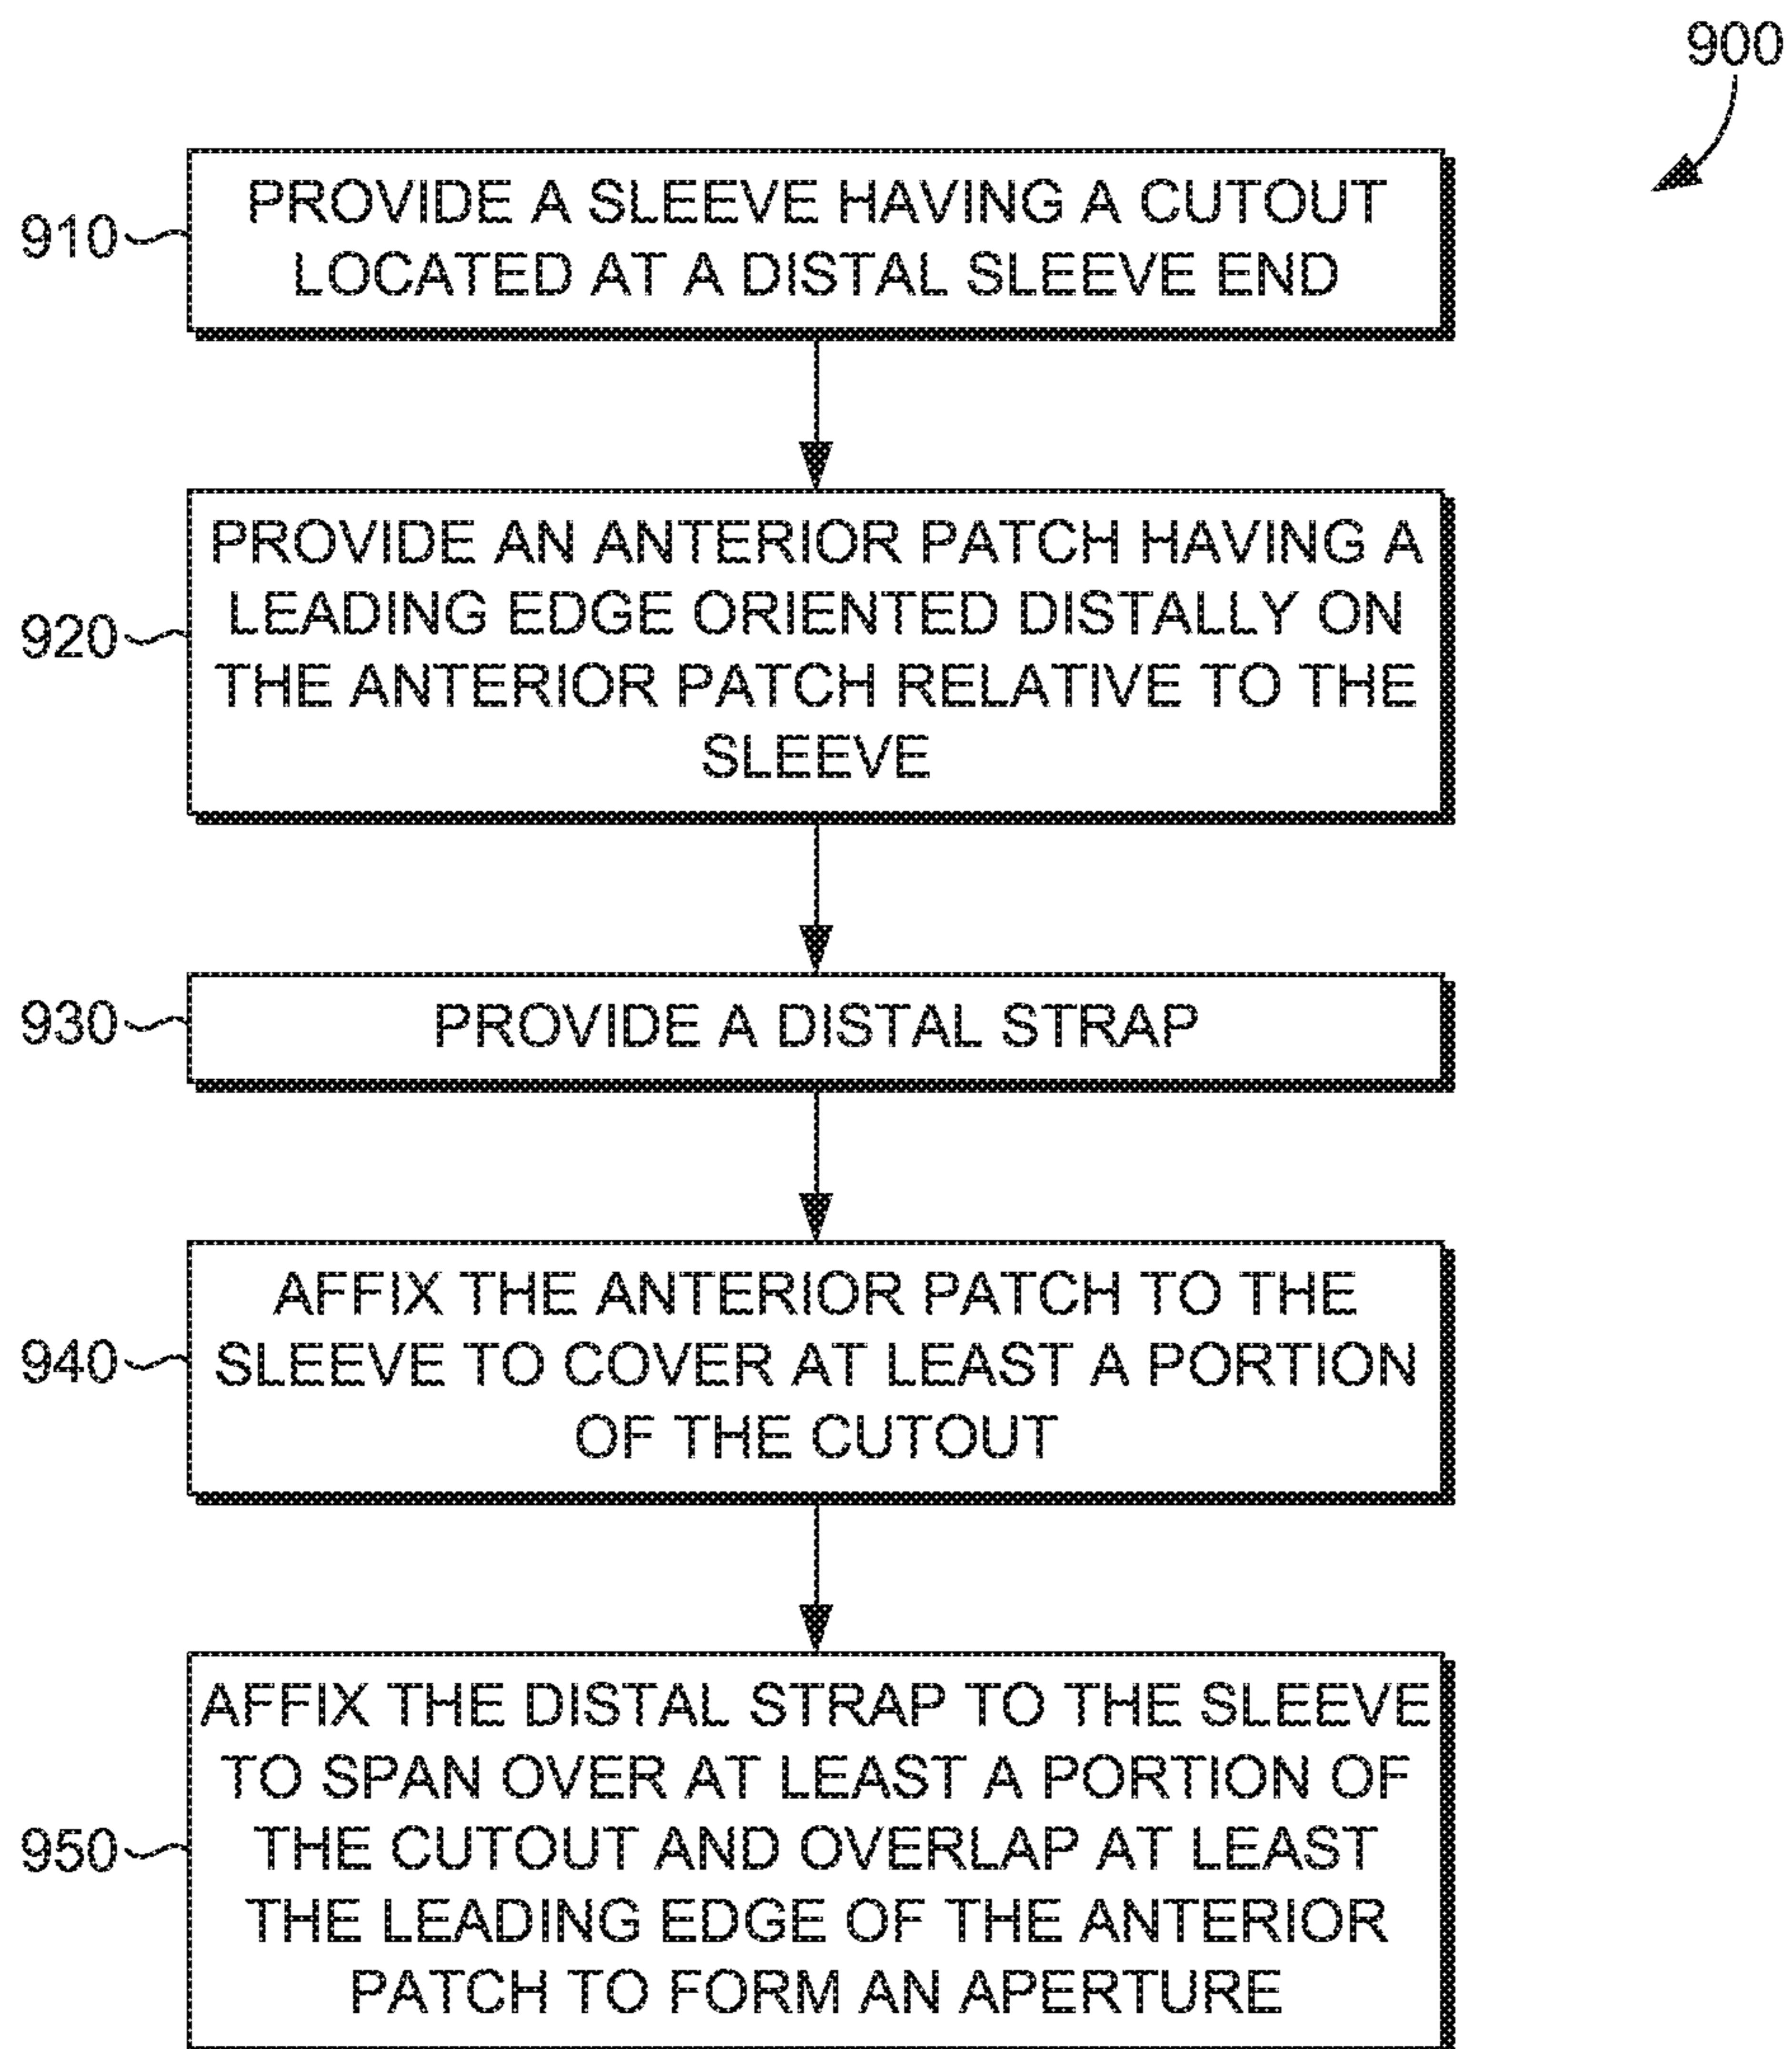 900
910
PROVIDE A SLEEVE HAVING A CUTOUT
LOCATED AT A DISTAL SLEEVE END
920
PROVIDE AN ANTERIOR PATCH HAVING A
LEADING EDGE ORIENTED DISTALLY ON
THE ANTERIOR PATCH RELATIVE TO THE
SLEEVE
930
PROVIDE A DISTAL STRAP
940
AFFIX THE ANTERIOR PATCH TO THE
SLEEVE TO COVER AT LEAST A PORTION
OF THE CUTOUT
950
AFFIX THE DISTAL STRAP TO THE SLEEVE
TO SPAN OVER AT LEAST A PORTION OF
THE CUTOUT AND OVERLAP AT LEAST
THE LEADING EDGE OF THE ANTERIOR
PATCH TO FORM AN APERTURE